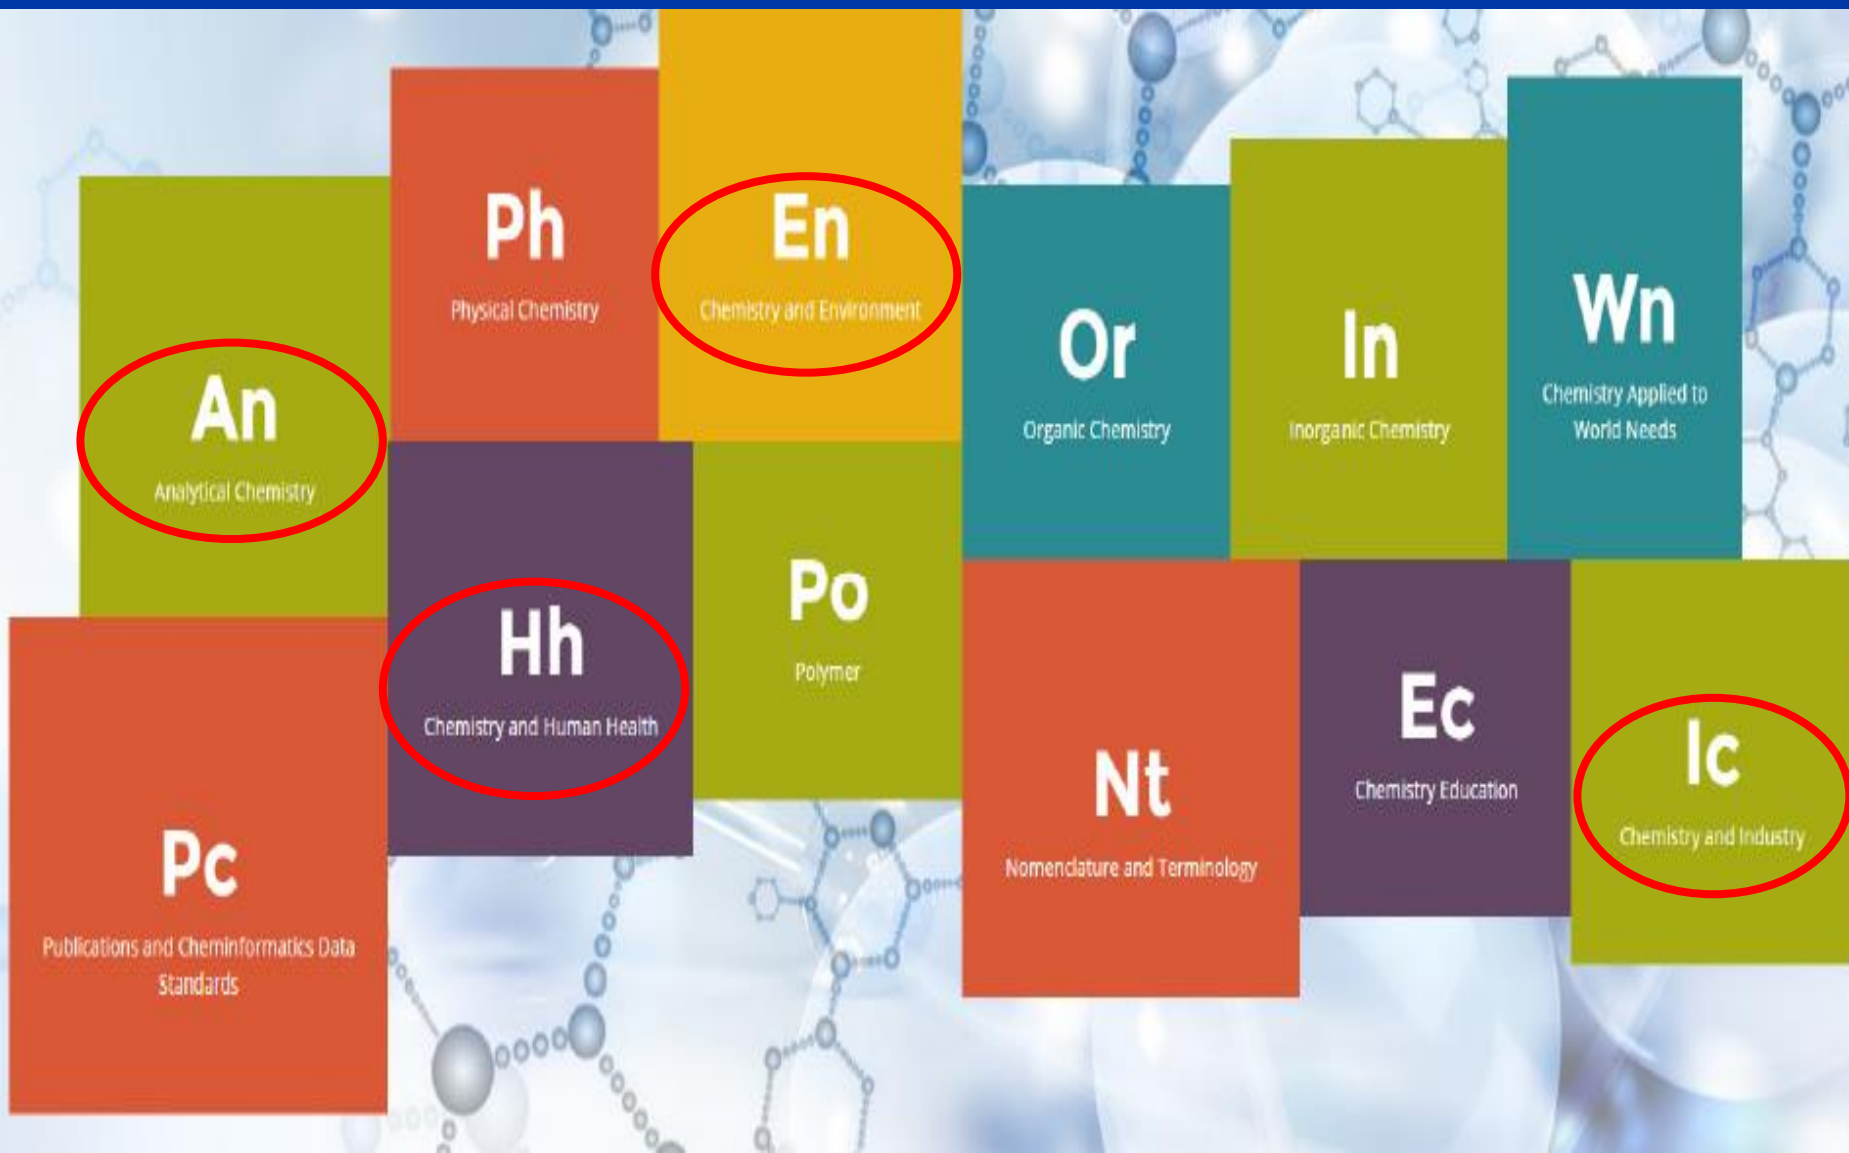 An
Analytical Chemistry
Ph
Physical Chemistry
En
Chemistry and Environment
Hh
Chemistry and Human Health
Po
Polymer
Pc
Publications and Cheminformatics Data
Standards
Or
Organic Chemistry
In
Inorganic Chemistry
Wn
Chemistry Applied to
World Needs
Nt
Nomenclature and Terminology
Ec
Chemistry Education
Ic
Chemistry and Industry